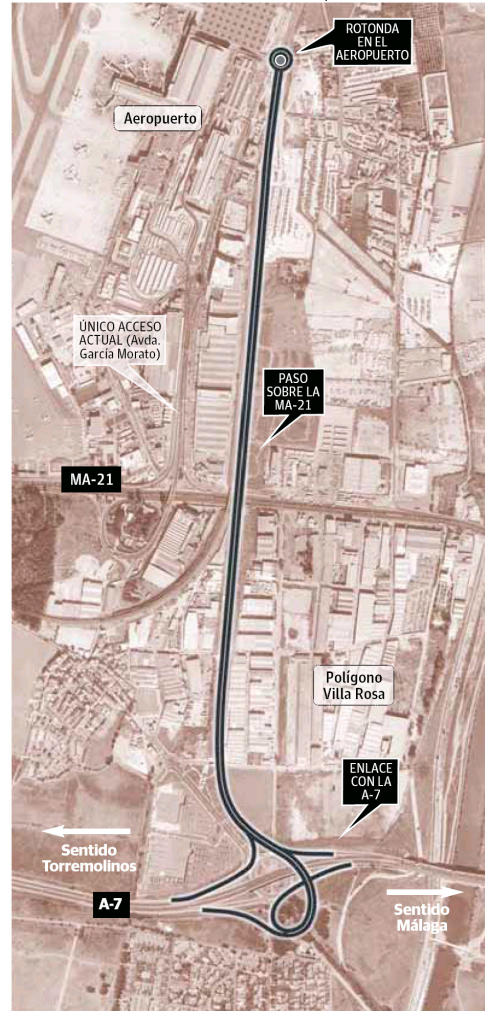 ROTONDA
EN EL
AEROPUERTO
Aeropuerto
ÚNICO ACCESO
ACTUAL (Avda.
García Morato)
PASO
SOBRE LA
MA-21
MA-21
Polígono
Villa Rosa
ENLACE
CON LA
A-7
Sentido
Torremolinos
A-7
Sentido
Málaga